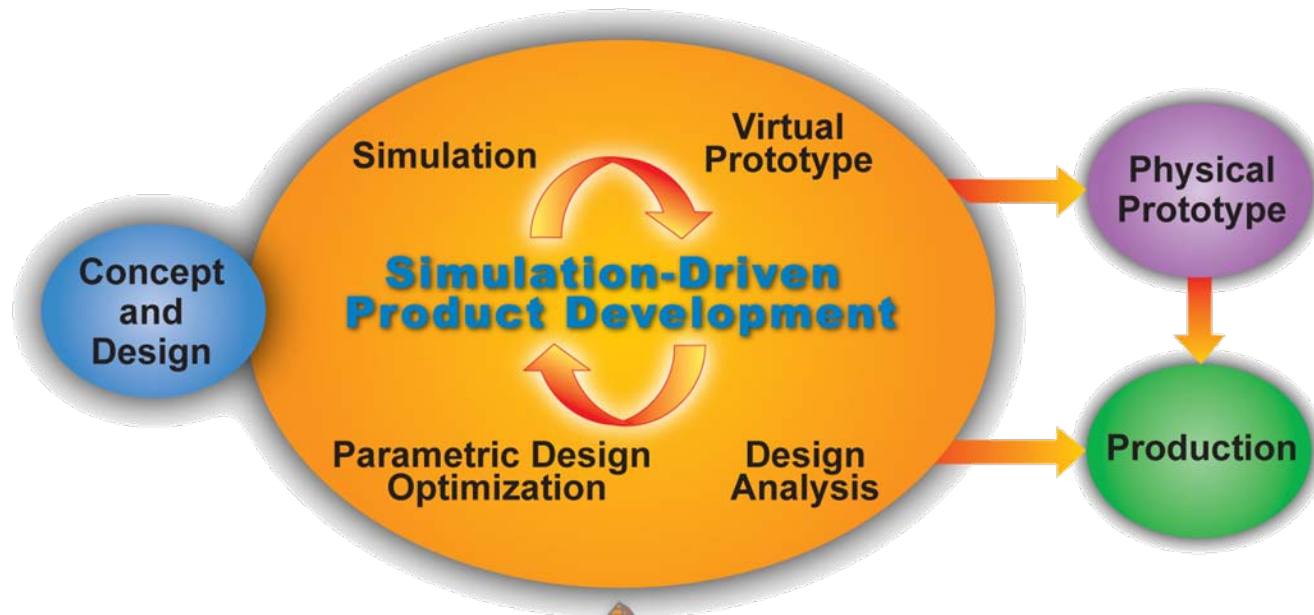 Simulation
Virtual
Prototype
Concept
and
Design
Simulation-Driven
Product Development
Parametric Design
Optimization
Design
Analysis
Physical
Prototype
Production